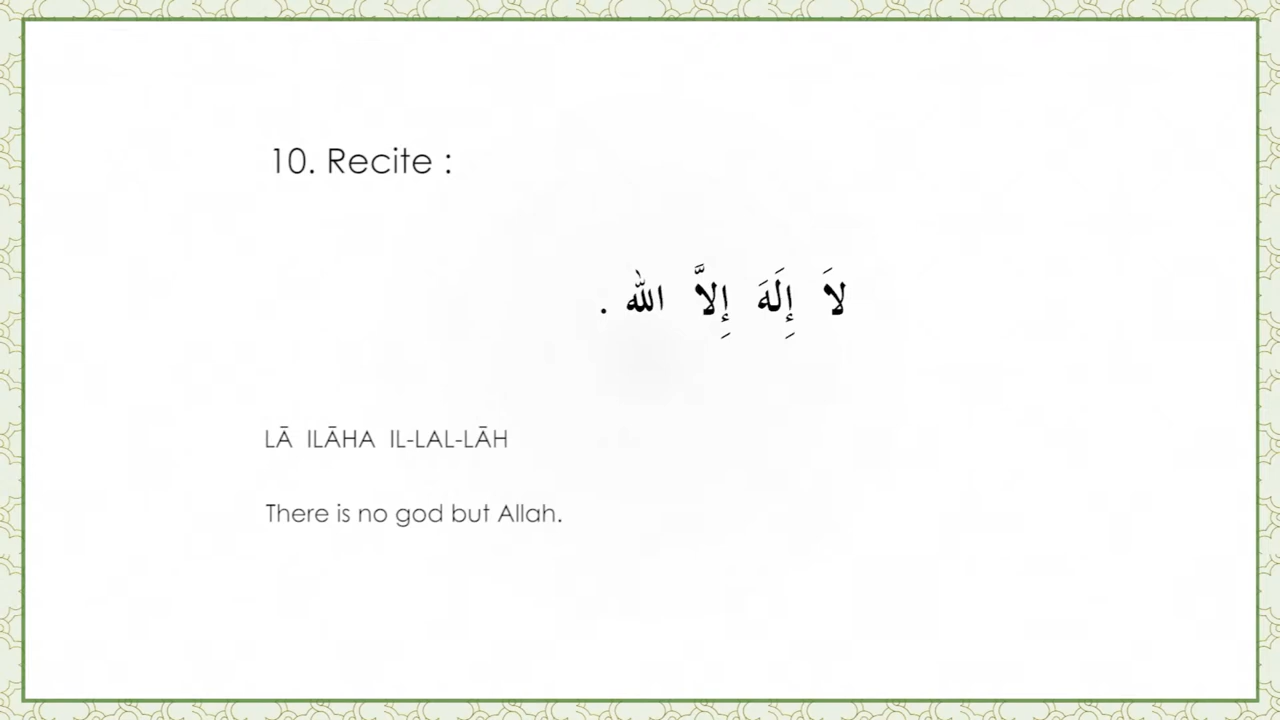 10. Recite :
لاَ إِلَهَ إِلاَّ الله .
LĀ ILĀHA IL-LAL-LĀH
There is no god but Allah.